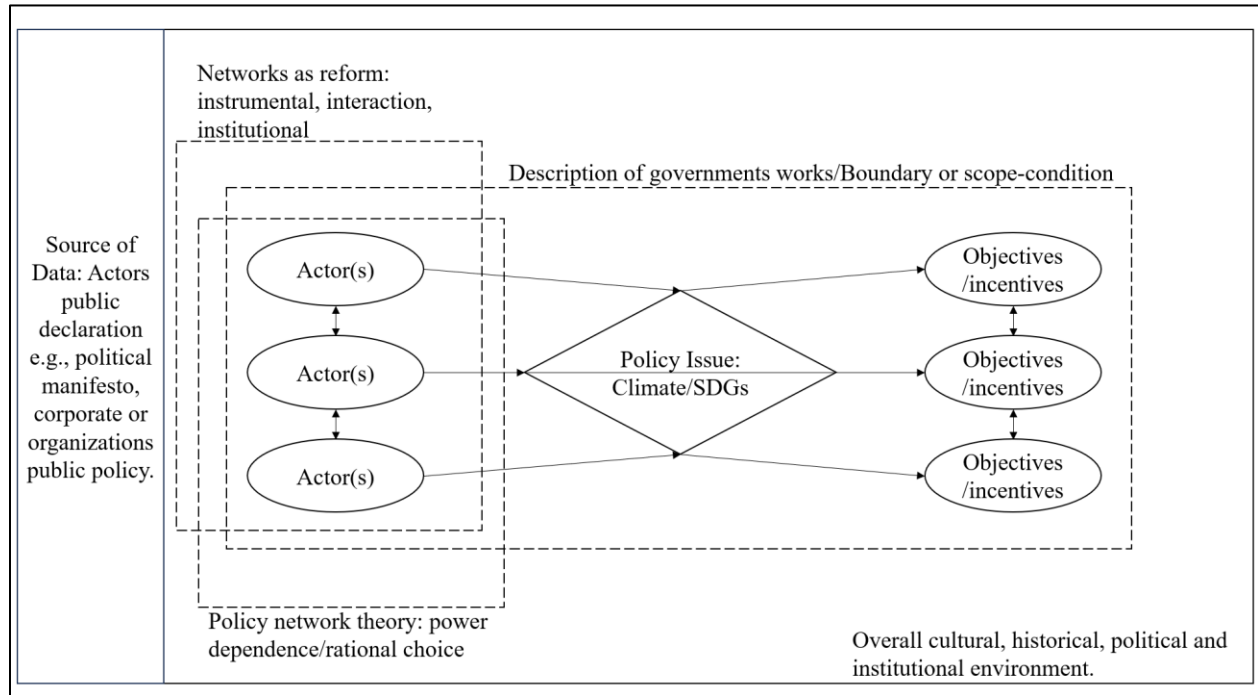 Networks as reform:
instrumental, interaction,
institutional
Description of governments works/Boundary or scope-condition
Source of
Data: Actors
public
declaration
e.g., political
manifesto,
corporate or
organizations
public policy.
Actor(s)
Actor(s)
Actor(s)
Policy Issue:
Climate/SDGs
Objectives
/incentives
Objectives
/incentives
Objectives
/incentives
Policy network theory: power
dependence/rational choice
Overall cultural, historical, political and
institutional environment.